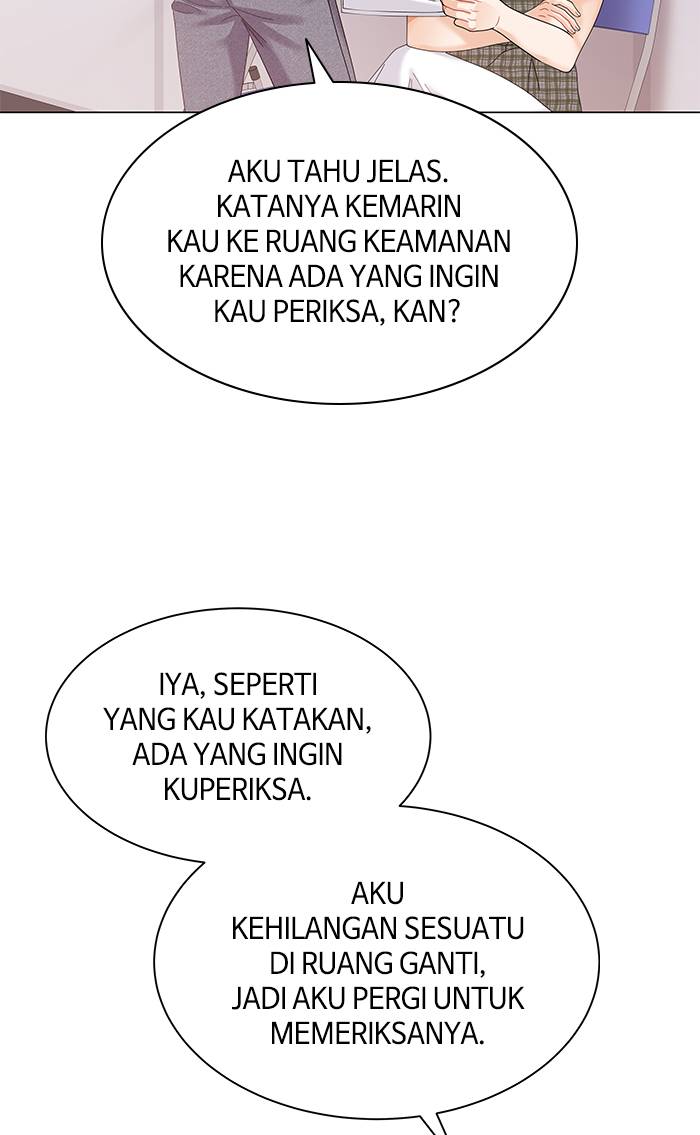 AKU TAHU JELAS.
KATANYA KEMARIN
KAU KE RUANG KEAMANAN
KARENA ADA YANG INGIN
KAU PERIKSA, KAN?
IYA, SEPERTI
YANG KAU KATAKAN,
ADA YANG INGIN
KUPERIKSA.
AKU
KEHILANGAN SESUATU
DI RUANG GANTI,
JADI AKU PERGI UNTUK
MEMERIKSANYA.